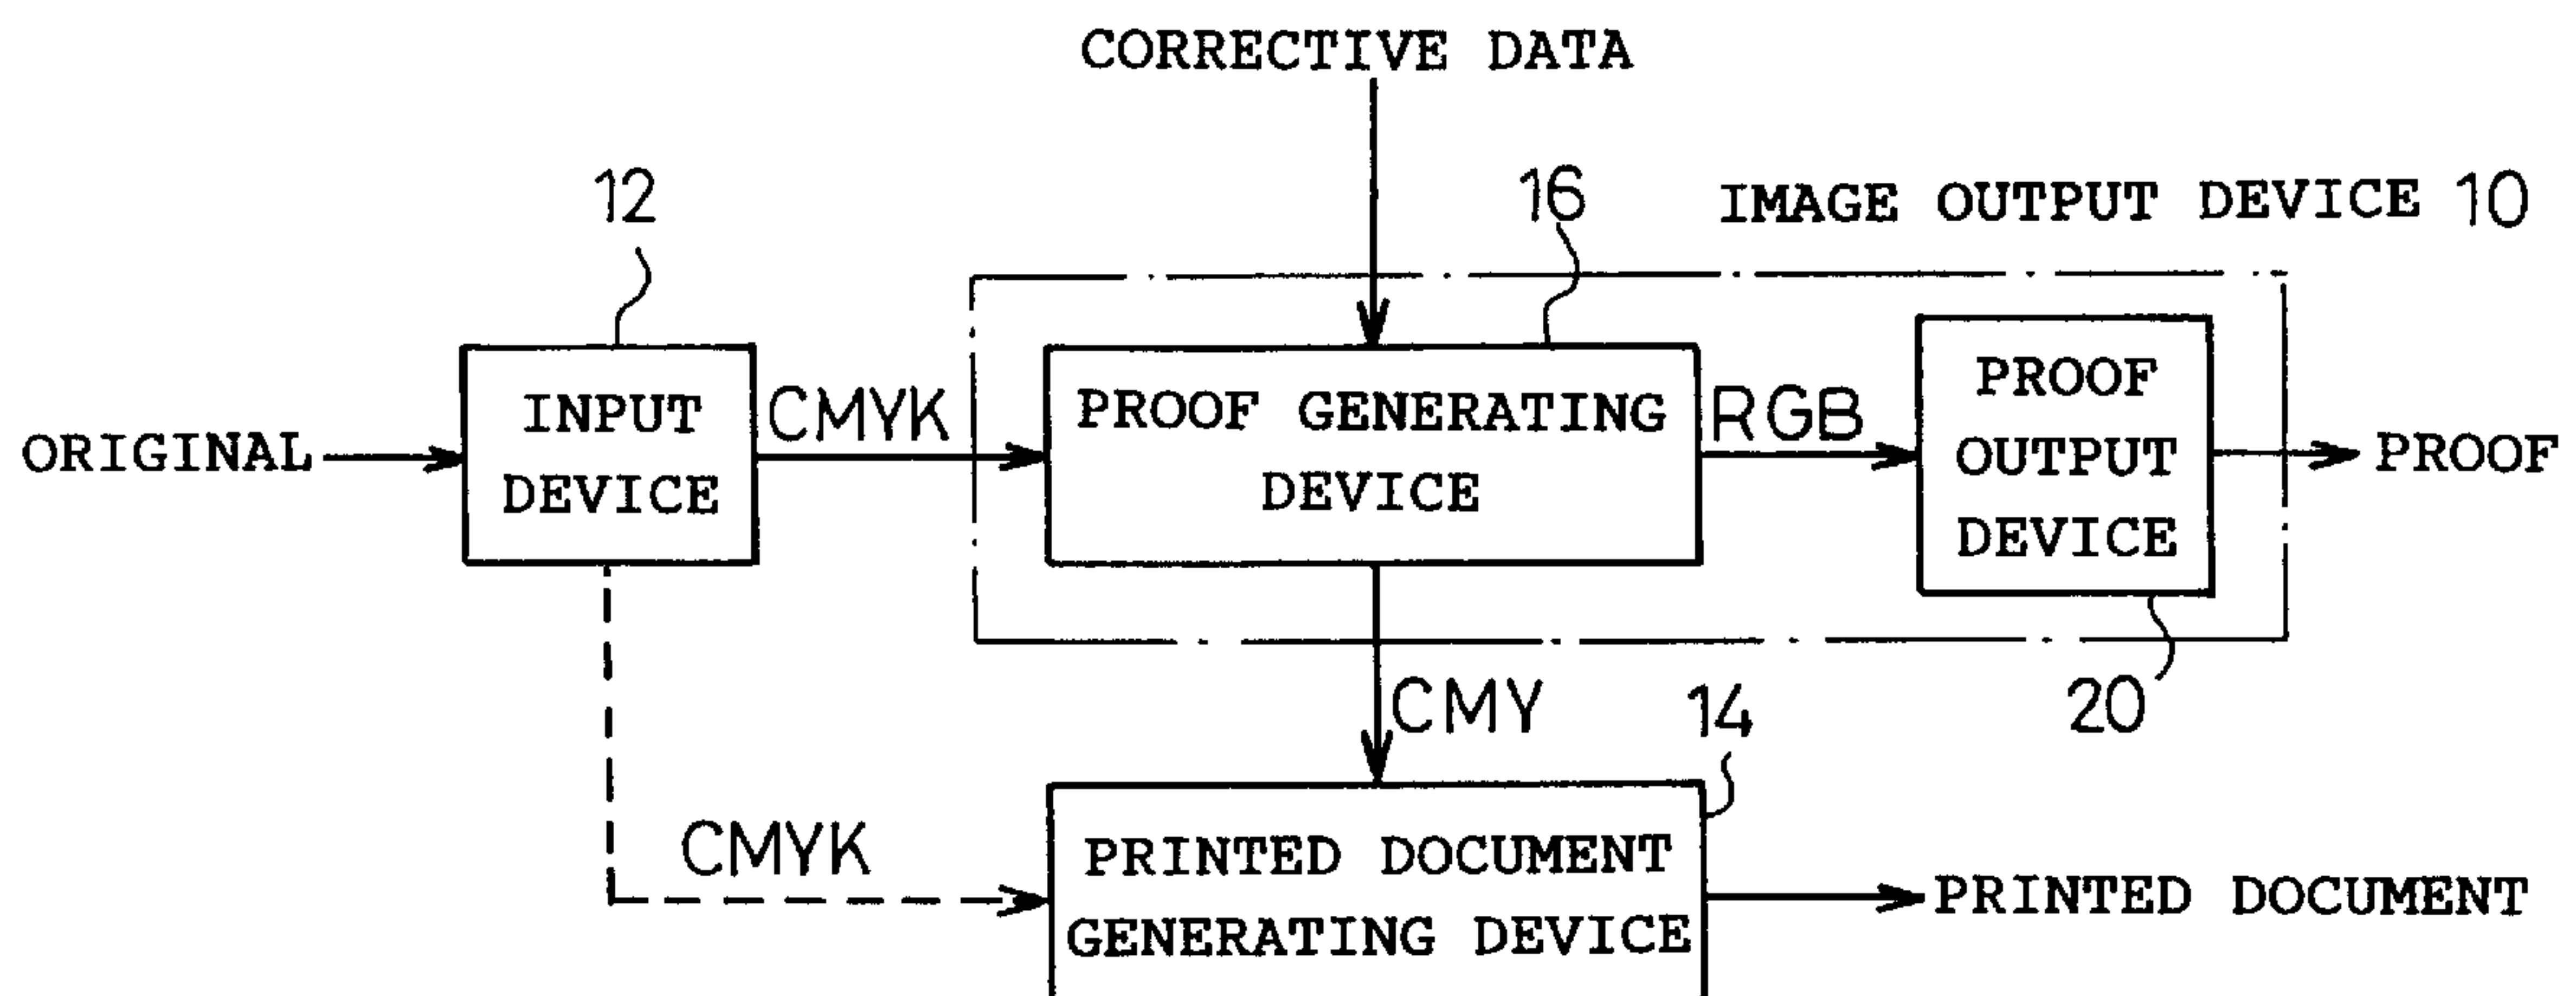 CORRECTIVE DATA
12
16
IMAGE OUTPUT DEVICE 10
ORIGINAL
INPUT
DEVICE
CMYK
PROOF GENERATING
DEVICE
RGB
PROOF
OUTPUT
DEVICE
PROOF
20
CMY
14
CMYK
PRINTED DOCUMENT
GENERATING DEVICE
PRINTED DOCUMENT